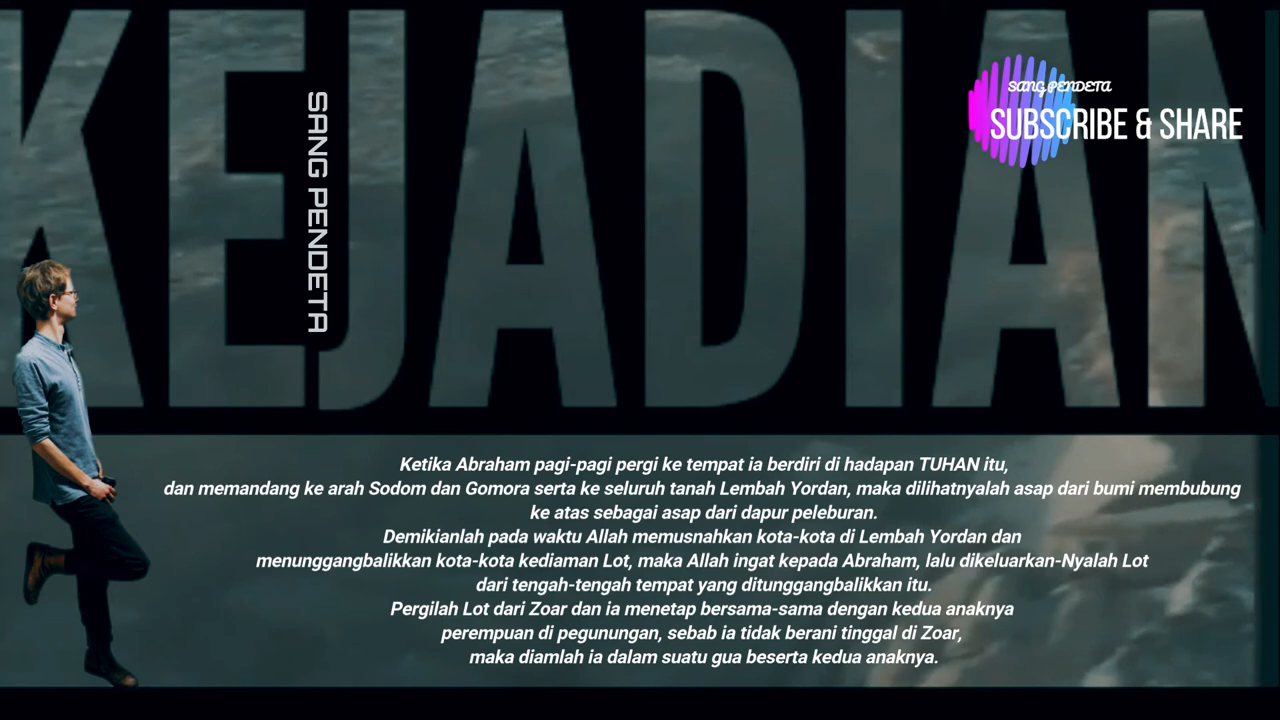 KEJADIAN
SANG PENDETA
SANG PENDETA
SUBSCRIBE & SHARE
Ketika Abraham pagi-pagi pergi ke tempat ia berdiri di hadapan TUHAN itu,
dan memandang ke arah Sodom dan Gomora serta ke seluruh tanah Lembah Yordan, maka dilihatnyalah asap dari bumi membubung
ke atas sebagai asap dari dapur peleburan.
Demikianlah pada waktu Allah memusnahkan kota-kota di Lembah Yordan dan
menunggangbalikkan kota-kota kediaman Lot, maka Allah ingat kepada Abraham, lalu dikeluarkan-Nyalah Lot
dari tengah-tengah tempat yang ditunggangbalikkan itu.
Pergilah Lot dari Zoar dan ia menetap bersama-sama dengan kedua anaknya
perempuan di pegunungan, sebab ia tidak berani tinggal di Zoar,
maka diamlah ia dalam suatu gua beserta kedua anaknya.